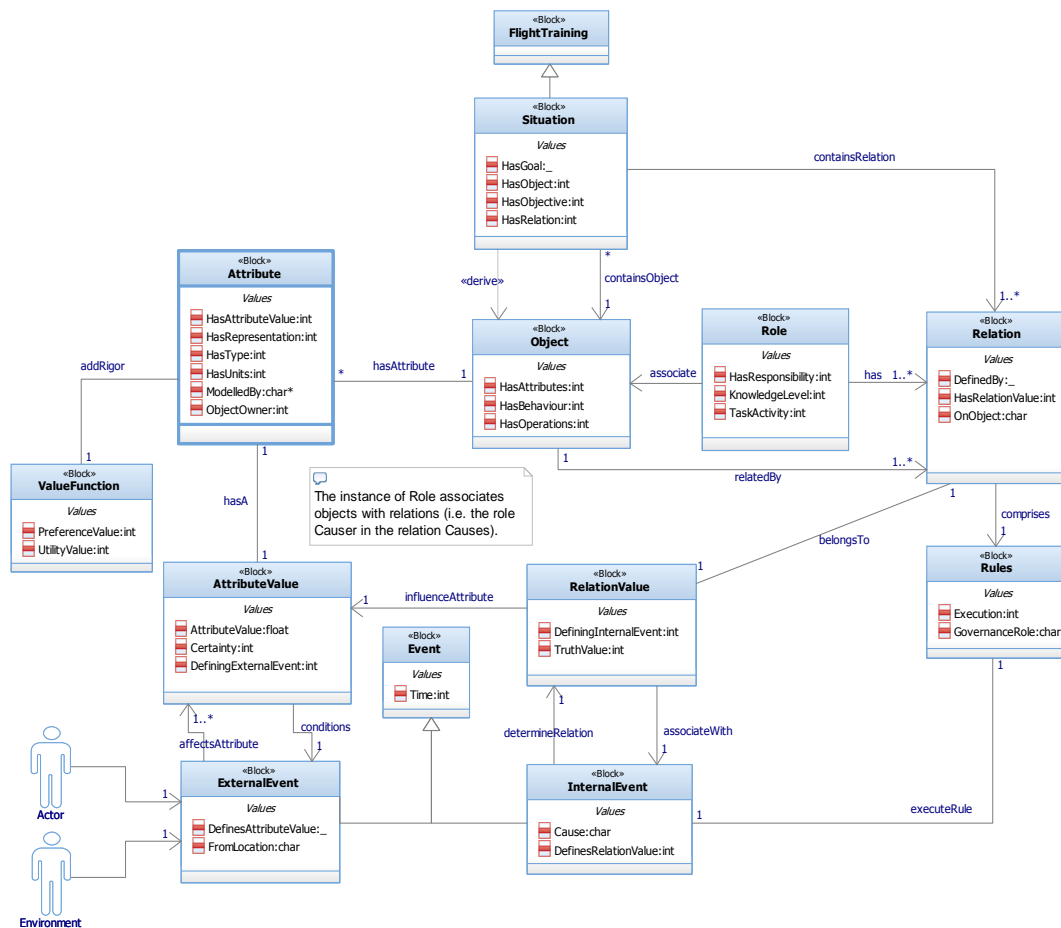 «Block»
FlightTraining
«Block»
Situation
Values
HasGoal:_
HasObject:int
HasObjective:int
HasRelation:int
containsRelation
1..*
«derive»
*
containsObject
1
«Block»
Attribute
Values
HasAttributeValue:int
HasRepresentation:int
HasType:int
HasUnits:int
ModelledBy:char*
ObjectOwner:int
addRigor
1
* hasAttribute 1
«Block»
Object
Values
HasAttributes:int
HasBehaviour:int
HasOperations:int
associate
«Block»
Role
Values
HasResponsibility:int
KnowledgeLevel:int
TaskActivity:int
has 1..*
«Block»
Relation
Values
DefinedBy:_
HasRelationValue:int
OnObject:char
1
relatedBy
1..*
«Block»
ValueFunction
Values
PreferenceValue:int
UtilityValue:int
1
hasA
1
The instance of Role associates
objects with relations (i.e. the role
Causer in the relation Causes).
1
belongsTo
1
comprises
1
«Block»
Rules
Values
Execution:int
GovernanceRole:char
1
«Block»
AttributeValue
Values
AttributeValue:float
Certainty:int
DefiningExternalEvent:int
1 influenceAttribute
«Block»
RelationValue
Values
DefiningInternalEvent:int
TruthValue:int
«Block»
Event
Values
Time:int
1..*
affectsAttribute
conditions
1
1
determineRelation
associateWith
1
«Block»
ExternalEvent
Values
DefinesAttributeValue:_
FromLocation:char
«Block»
InternalEvent
Values
Cause:char
DefinesRelationValue:int
1 executeRule
1
Actor
1
Environment